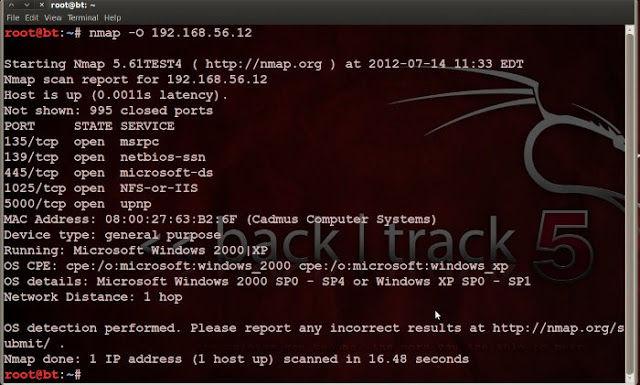 root@bt: ~
File Edit View Terminal Help
root@bt:~# nmap -O 192.168.56.12
Starting Nmap 5.61TEST4 ( http://nmap.org ) at 2012-07-14 11:33 EDT
Nmap scan report for 192.168.56.12
Host is up (0.0011s latency).
Not shown: 995 closed ports
PORT     STATE SERVICE
135/tcp  open  msrpc
139/tcp  open  netbios-ssn
445/tcp  open  microsoft-ds
1025/tcp open  NFS-or-IIS
5000/tcp open  upnp
MAC Address: 08:00:27:63:B2:6F (Cadmus Computer Systems)
Device type: general purpose
Running: Microsoft Windows 2000|XP
OS CPE: cpe:/o:microsoft:windows_2000 cpe:/o:microsoft:windows_xp
OS details: Microsoft Windows 2000 SP0 - SP4 or Windows XP SP0 - SP1
Network Distance: 1 hop
<< back | track 5
OS detection performed. Please report any incorrect results at http://nmap.org/s
ubmit/ .
Nmap done: 1 IP address (1 host up) scanned in 16.48 seconds
root@bt:~#